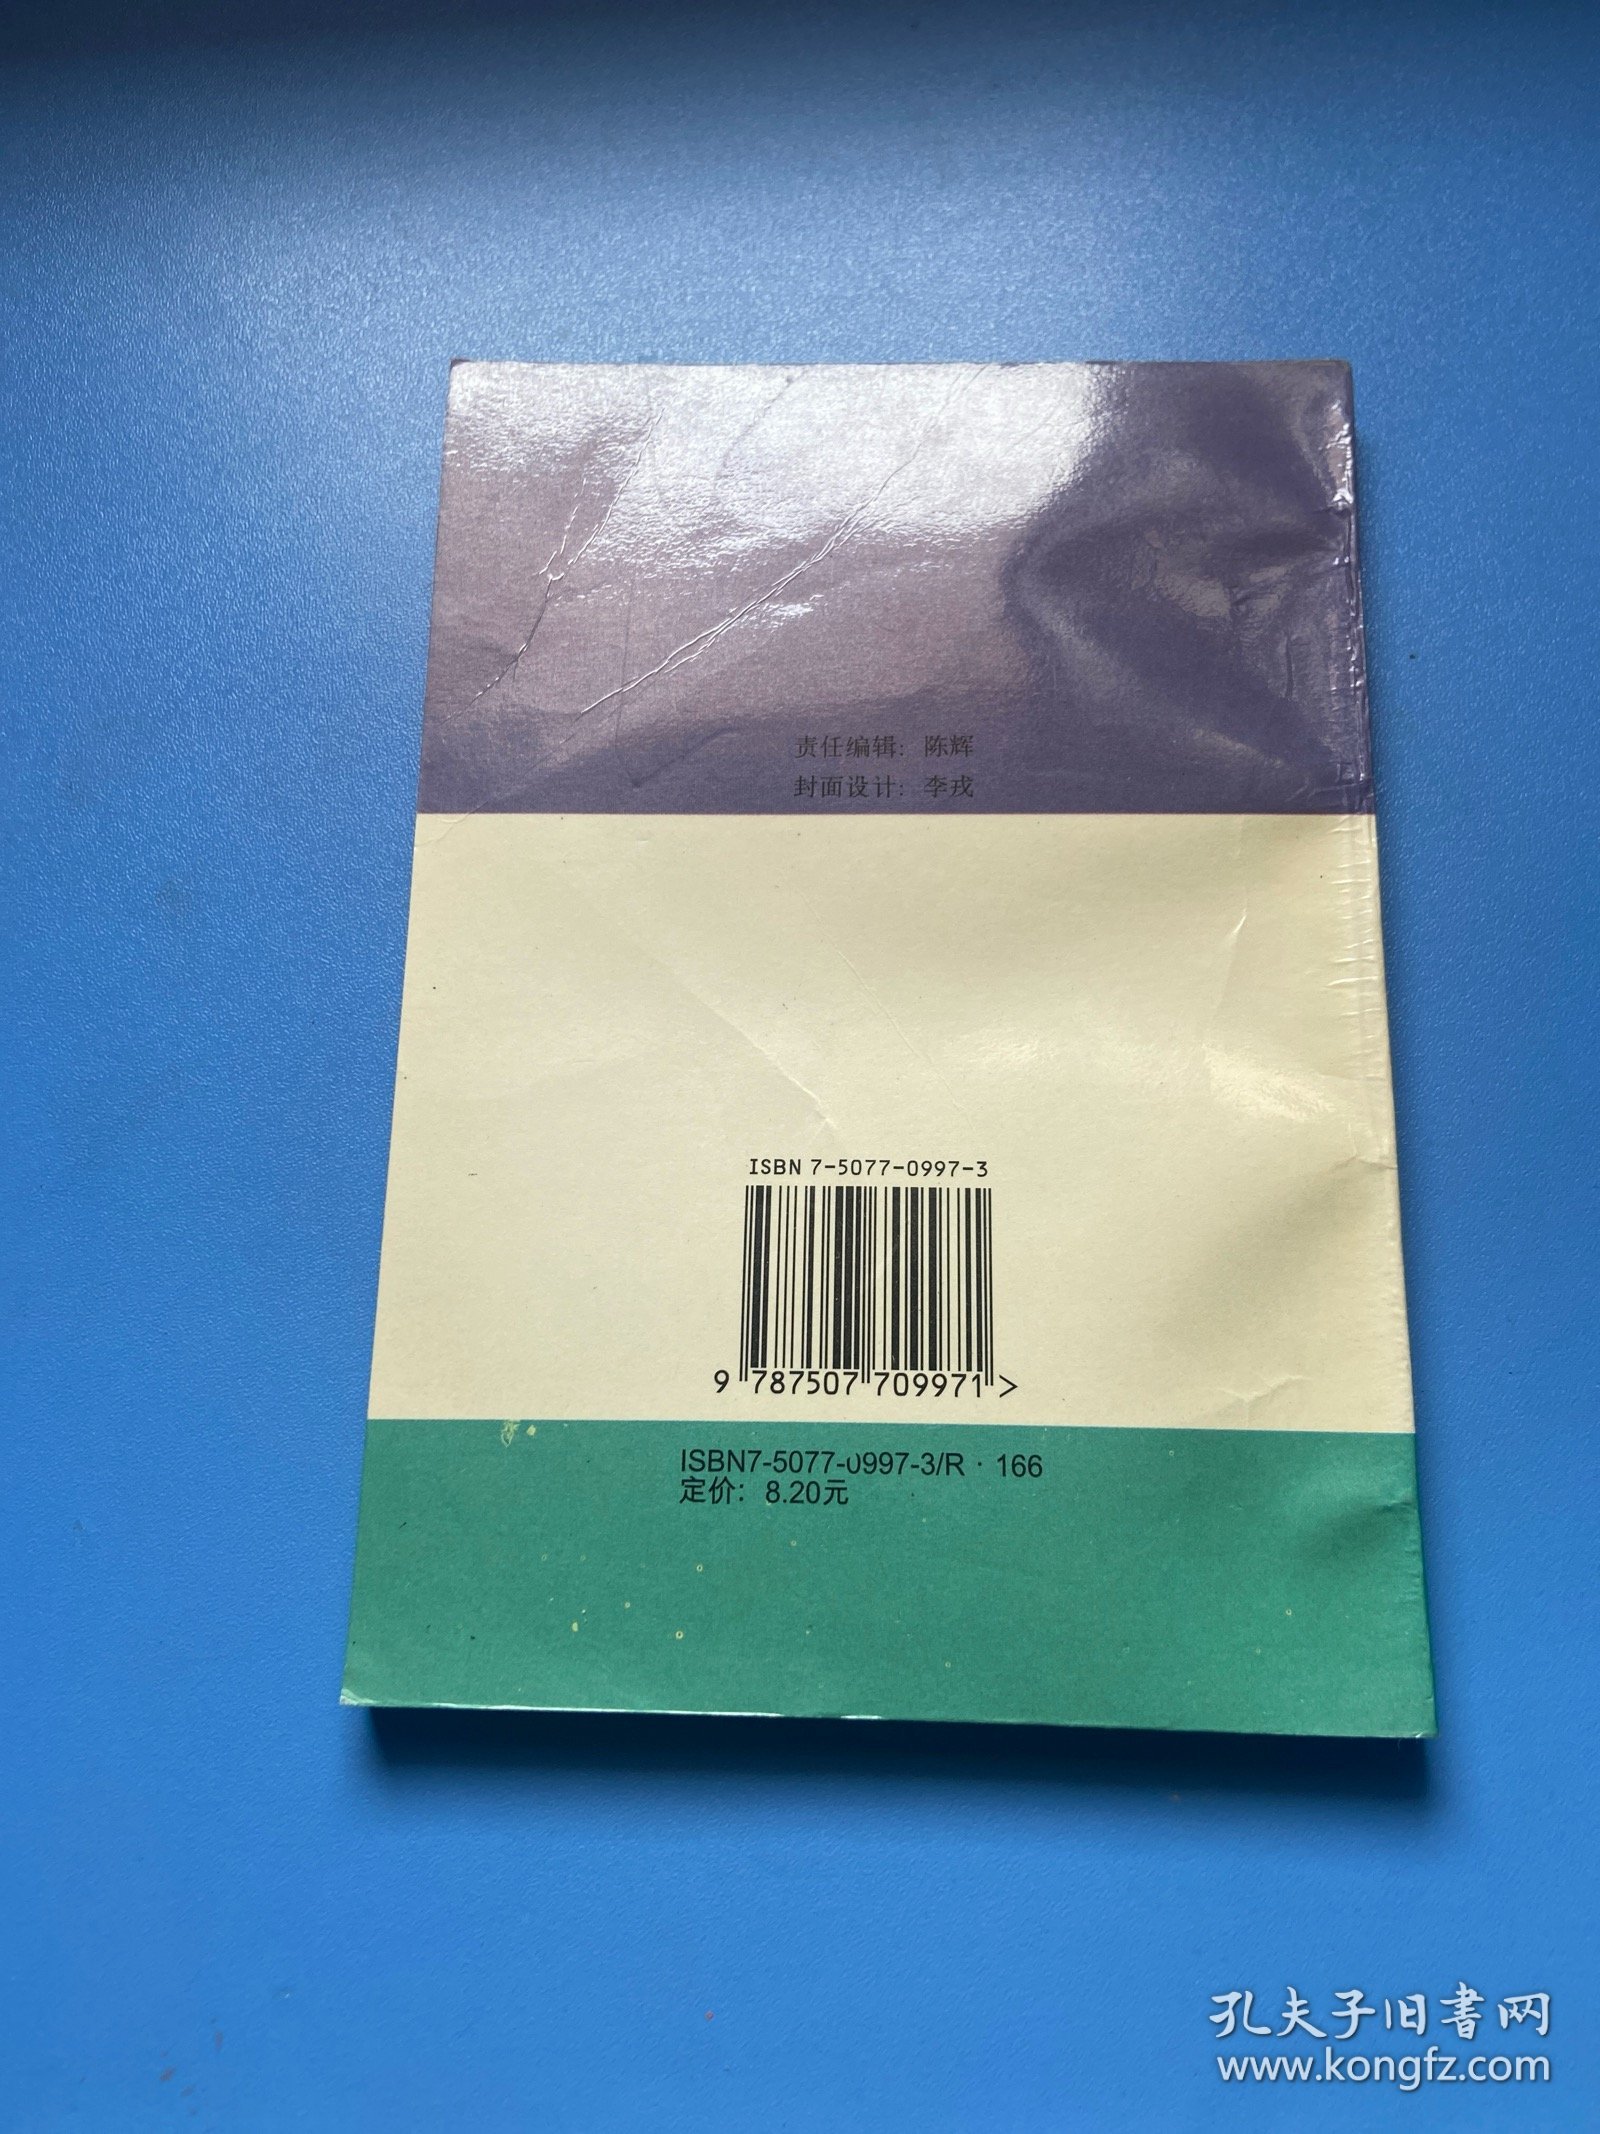 责任编辑：陈辉
封面设计：李戎
ISBN 7-5077-0997-3
9 787507 709971 >
ISBN7-5077-0997-3/R · 166
定价：8.20元
孔夫子旧书网
www.kongfz.com